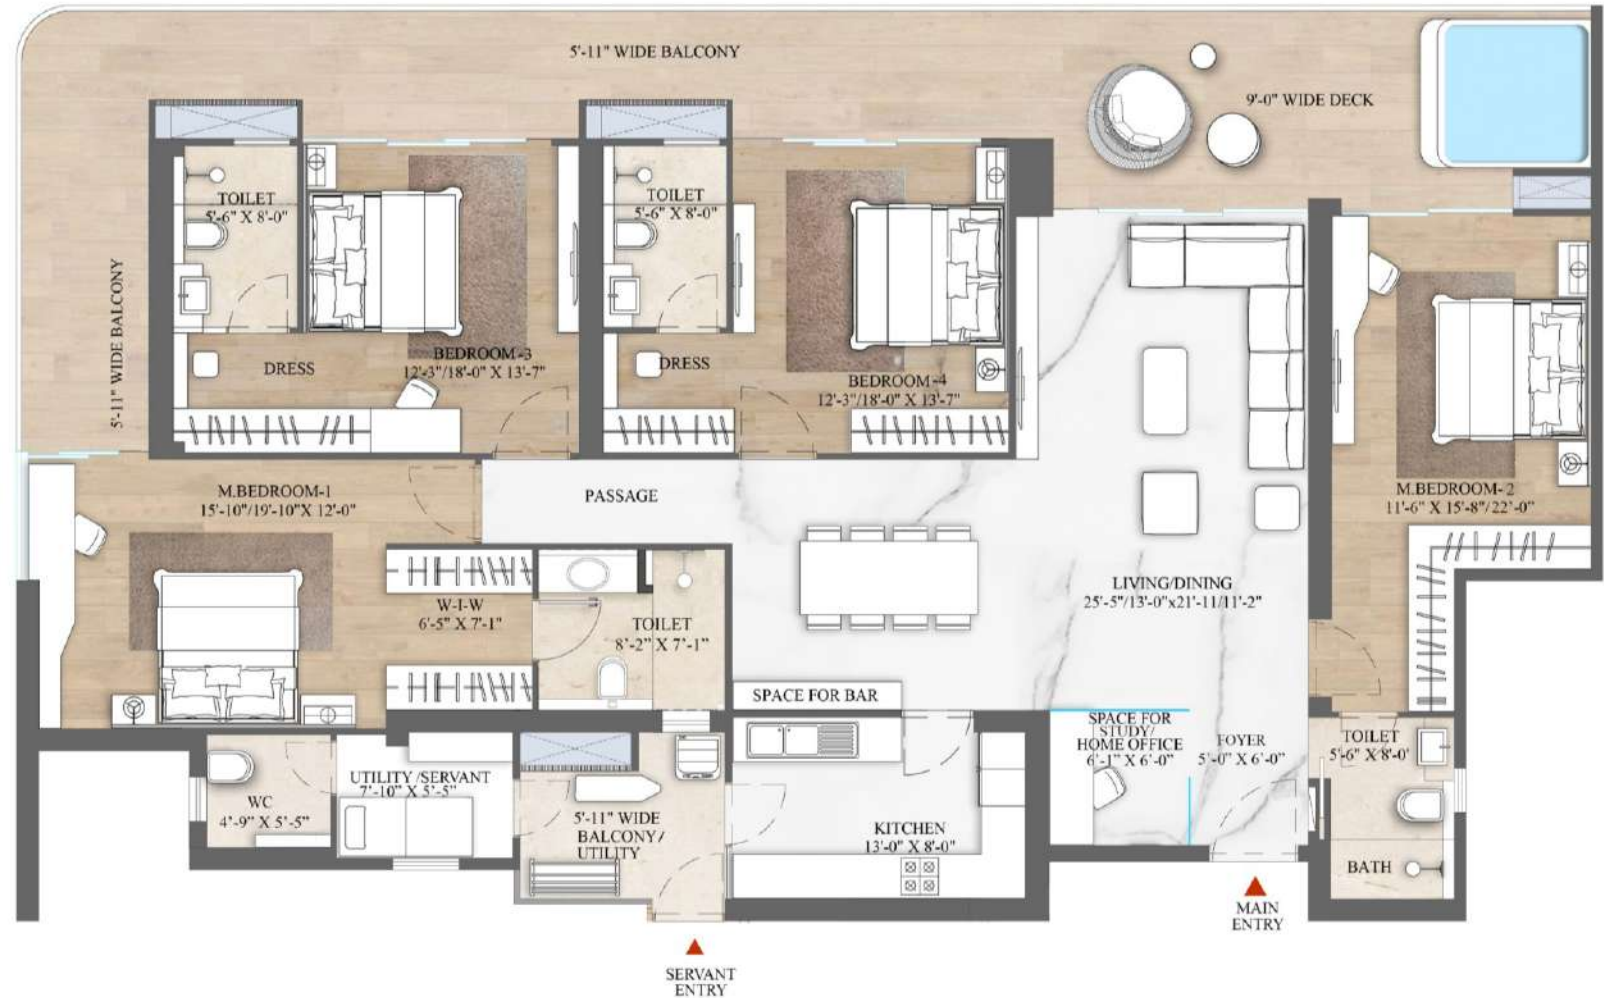 5'-11" WIDE BALCONY
9'-0" WIDE DECK
5'-11" WIDE BALCONY
TOILET
5'-6" X 8'-0"
DRESS
BEDROOM-3
12'-3"/18'-0" X 13'-7"
TOILET
5'-6" X 8'-0"
DRESS
BEDROOM-4
12'-3"/18'-0" X 13'-7"
M.BEDROOM-1
15'-10"/19'-10"X 12'-0"
PASSAGE
M.BEDROOM- 2
11'-6" X 15'-8"/22'-0"
W-I-W
6'-5" X 7'-1"
TOILET
8'-2" X 7'-1"
LIVING/DINING
25'-5"/13'-0"x21'-11/11'-2"
SPACE FOR BAR
SPACE FOR
STUDY/
HOME OFFICE
6'-1" X 6'-0"
FOYER
5'-0" X 6'-0"
TOILET
5'-6" X 8'-0'
BATH
WC
4'-9" X 5'-5"
UTILITY /SERVANT
7'-10" X 5'-5"
5'-11" WIDE
BALCONY/
UTILITY
KITCHEN
13'-0" X 8'-0"
MAIN
ENTRY
SERVANT
ENTRY